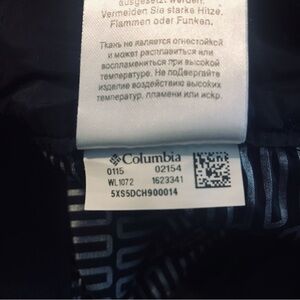 ausgesetzt werden.
Vermeiden Sie starke Hitze,
Flammen oder Funken.
Ткань не является огнестойкой
и может расплавиться или
воспламениться при высокой
температуре. Не подвергайте
изделие воздействию высоких
температур, пламени или искр.
Columbia
0115 02154
WL1072 1623341
5XS5DCH900014